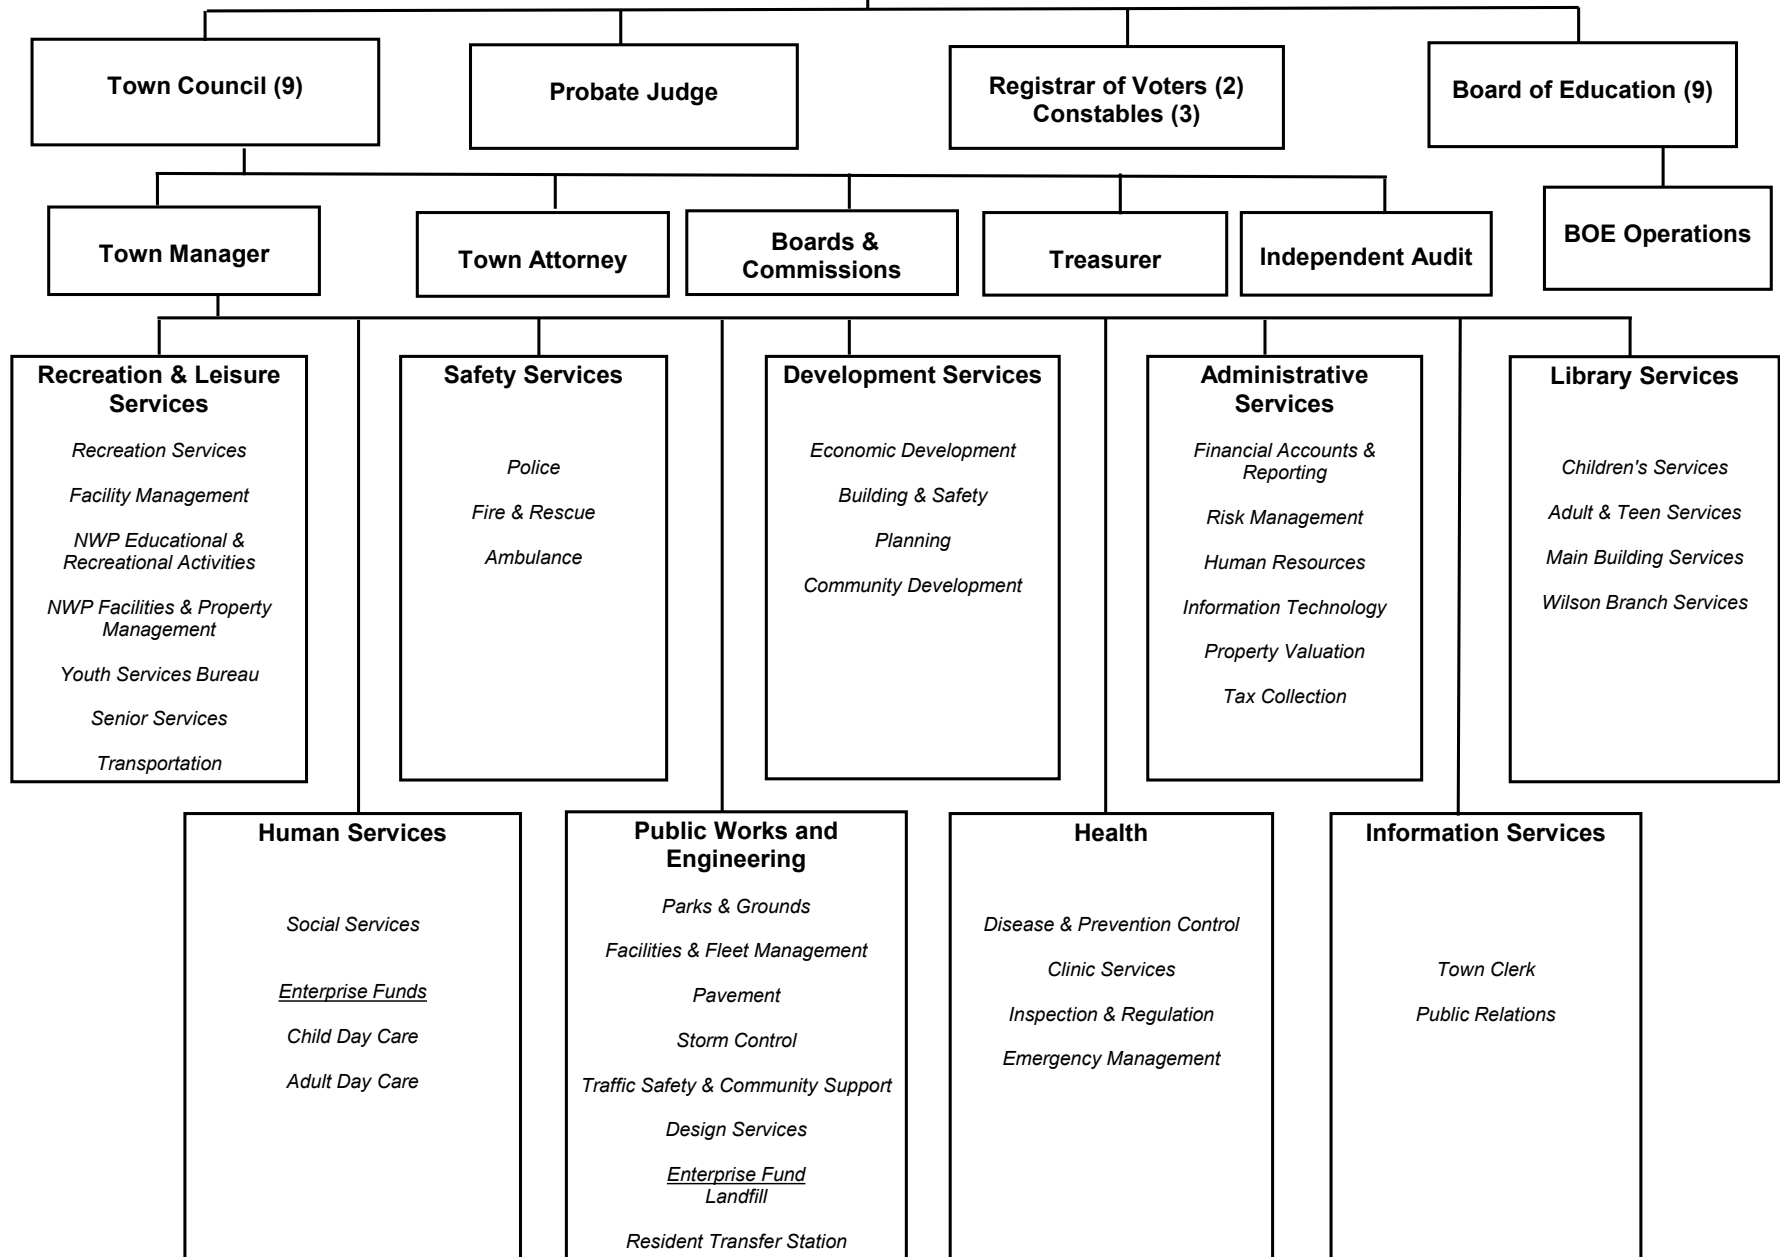 Town Council (9)
Probate Judge
Registrar of Voters (2)
Constables (3)
Board of Education (9)
Town Manager
Town Attorney
Boards &
Commissions
Treasurer
Independent Audit
BOE Operations
Recreation & Leisure
Services
Recreation Services
Facility Management
NWP Educational &
Recreational Activities
NWP Facilities & Property
Management
Youth Services Bureau
Senior Services
Transportation
Safety Services
Police
Fire & Rescue
Ambulance
Development Services
Economic Development
Building & Safety
Planning
Community Development
Administrative
Services
Financial Accounts &
Reporting
Risk Management
Human Resources
Information Technology
Property Valuation
Tax Collection
Library Services
Children's Services
Adult & Teen Services
Main Building Services
Wilson Branch Services
Human Services
Social Services
Enterprise Funds
Child Day Care
Adult Day Care
Public Works and
Engineering
Parks & Grounds
Facilities & Fleet Management
Pavement
Storm Control
Traffic Safety & Community Support
Design Services
Enterprise Fund
Landfill
Resident Transfer Station
Health
Disease & Prevention Control
Clinic Services
Inspection & Regulation
Emergency Management
Information Services
Town Clerk
Public Relations